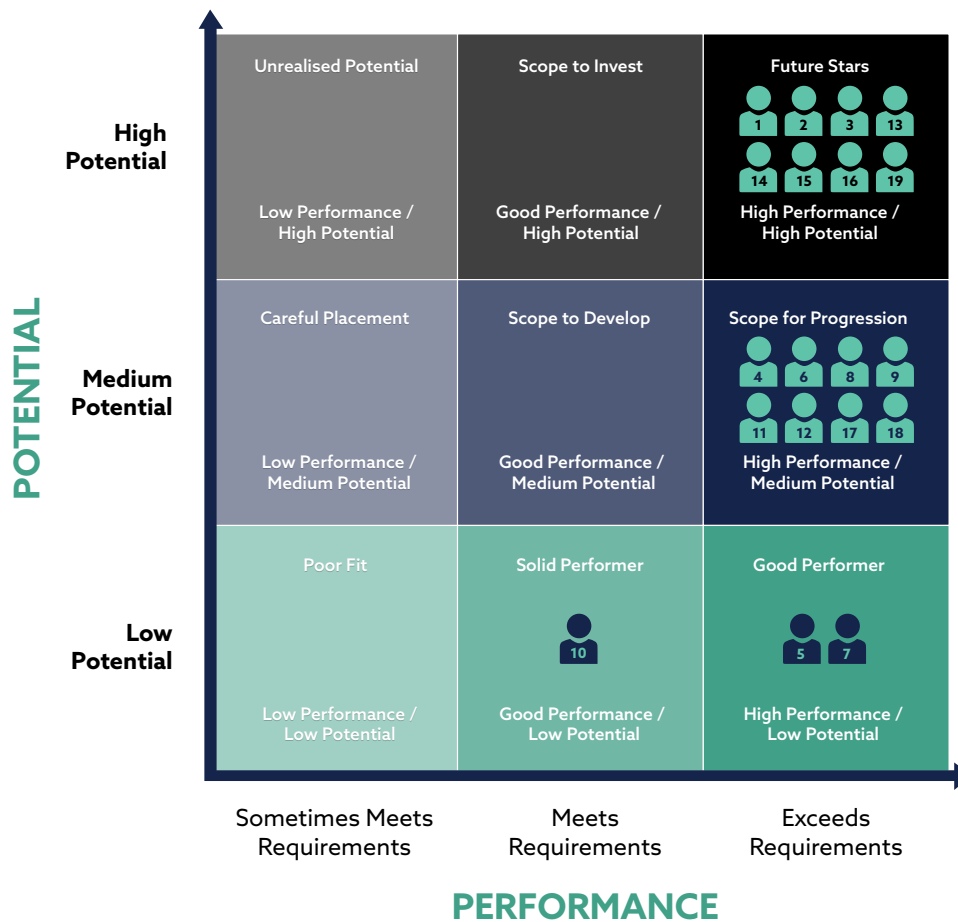 POTENTIAL
High
Potential
Unrealised Potential
Low Performance /
High Potential
Scope to Invest
Good Performance /
High Potential
Future Stars
1 2 3 13
14 15 16 19
High Performance /
High Potential
Medium
Potential
Careful Placement
Low Performance /
Medium Potential
Scope to Develop
Good Performance /
Medium Potential
Scope for Progression
4 6 8 9
11 12 17 18
High Performance /
Medium Potential
Low
Potential
Poor Fit
Low Performance /
Low Potential
Solid Performer
10
Good Performance /
Low Potential
Good Performer
5 7
High Performance /
Low Potential
Sometimes Meets
Requirements
Meets
Requirements
Exceeds
Requirements
PERFORMANCE